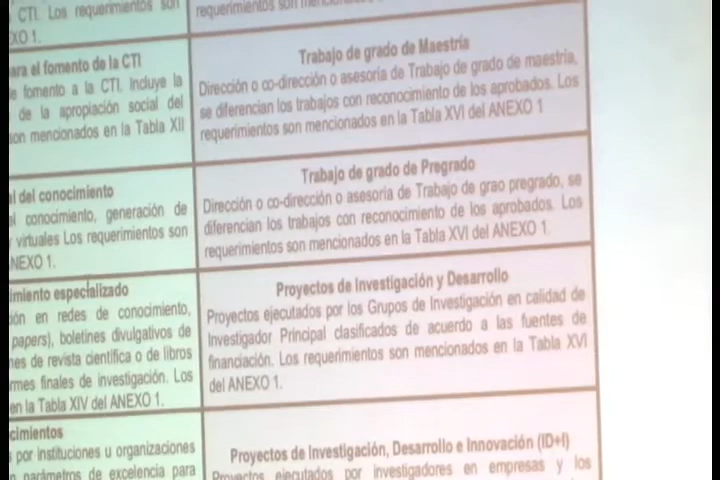 CTI. Los requerimientos son
EXO 1.
para el fomento de la CTI
fomento a la CTI. Incluye la
de la apropiación social del
son mencionados en la Tabla XII
al del conocimiento
conocimiento, generación de
virtuales Los requerimientos son
ANEXO 1.
miento especializado
ión en redes de conocimiento,
papers), boletines divulgativos de
nes de revista científica o de libros
rmes finales de investigación. Los
en la Tabla XIV del ANEXO 1.
cimientos
por instituciones u organizaciones
parámetros de excelencia para
requerimientos son
Trabajo de grado de Maestría
Dirección o co-dirección o asesoría de Trabajo de grado de maestría,
se diferencian los trabajos con reconocimiento de los aprobados. Los
requerimientos son mencionados en la Tabla XVI del ANEXO 1
Trabajo de grado de Pregrado
Dirección o co-dirección o asesoría de Trabajo de grao pregrado, se
diferencian los trabajos con reconocimiento de los aprobados. Los
requerimientos son mencionados en la Tabla XVI del ANEXO 1.
Proyectos de Investigación y Desarrollo
Proyectos ejecutados por los Grupos de Investigación en calidad de
Investigador Principal clasificados de acuerdo a las fuentes de
financiación. Los requerimientos son mencionados en la Tabla XVI
del ANEXO 1.
Proyectos de Investigación, Desarrollo e Innovación (ID+I)
Proyectos ejecutados por investigadores en empresas y los